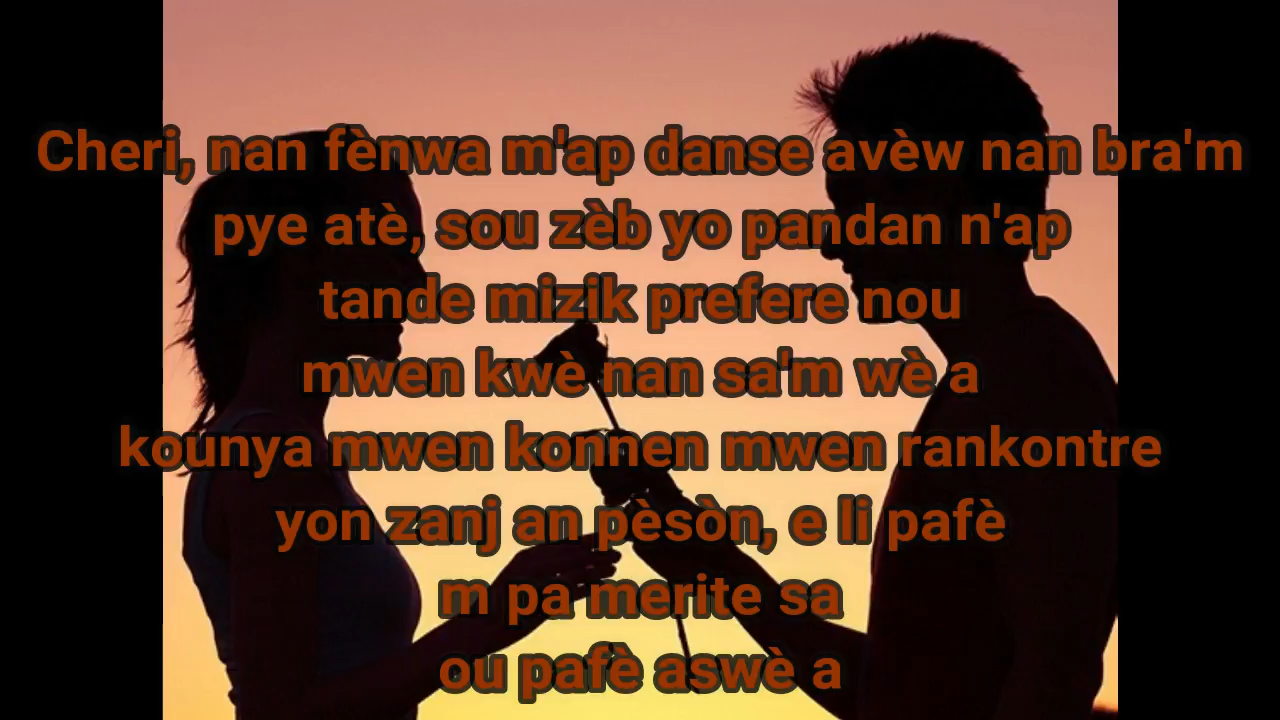 Cheri, nan fènwa m'ap danse avèw nan bra'm
pye atè, sou zèb yo pandan n'ap
tande mizik prefere nou
mwen kwè nan sa'm wè a
kounya mwen konnen mwen rankontre
yon zanj an pèsòn, e li pafè
m pa merite sa
ou pafè aswè a